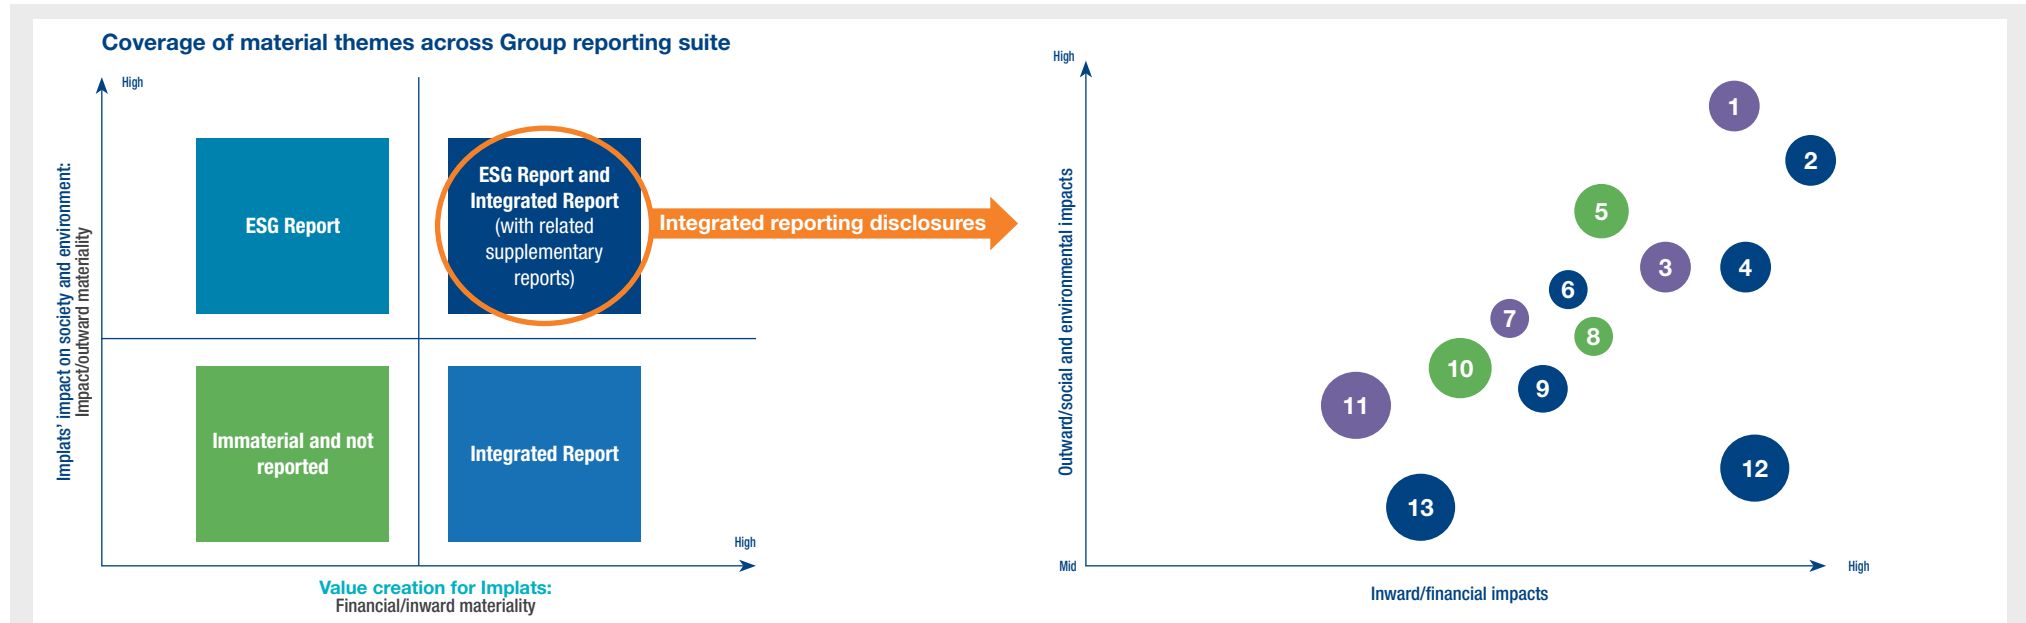 Coverage of material themes across Group reporting suite
High
Implats' impact on society and environment:
Impact/outward materiality
ESG Report
ESG Report and
Integrated Report
(with related
supplementary
reports)
Immaterial and not
reported
Integrated Report
High
Value creation for Implats:
Financial/inward materiality
Integrated reporting disclosures
High
Outward/social and environmental impacts
1
2
5
3
4
6
7
8
10
9
11
12
13
Mid
High
Inward/financial impacts